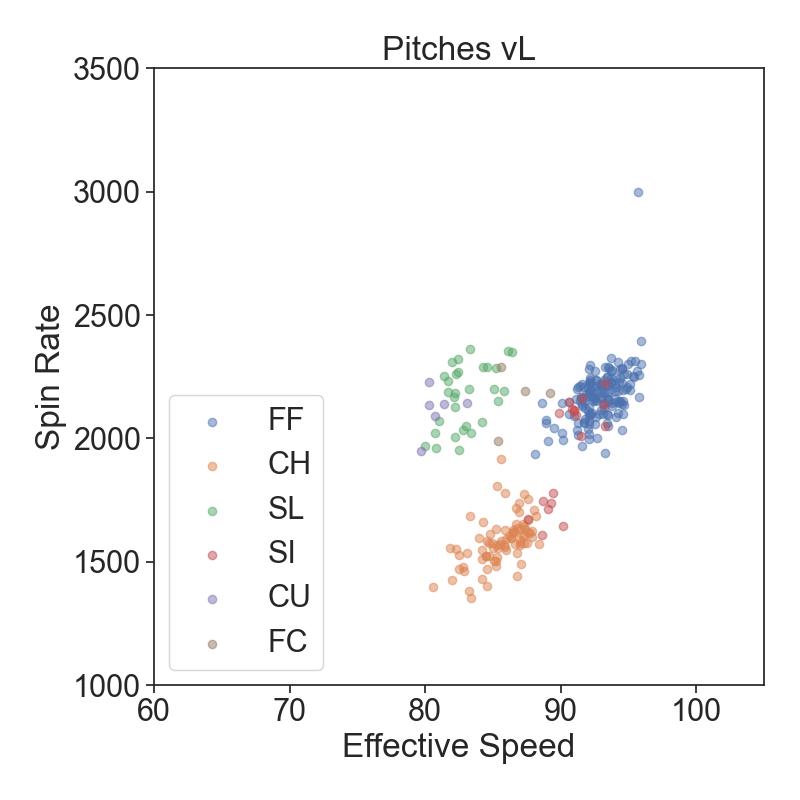 Pitches vL
3500
3000
2500
2000
1500
1000
Spin Rate
FF
CH
SL
SI
CU
FC
60
70
80
90
100
Effective Speed